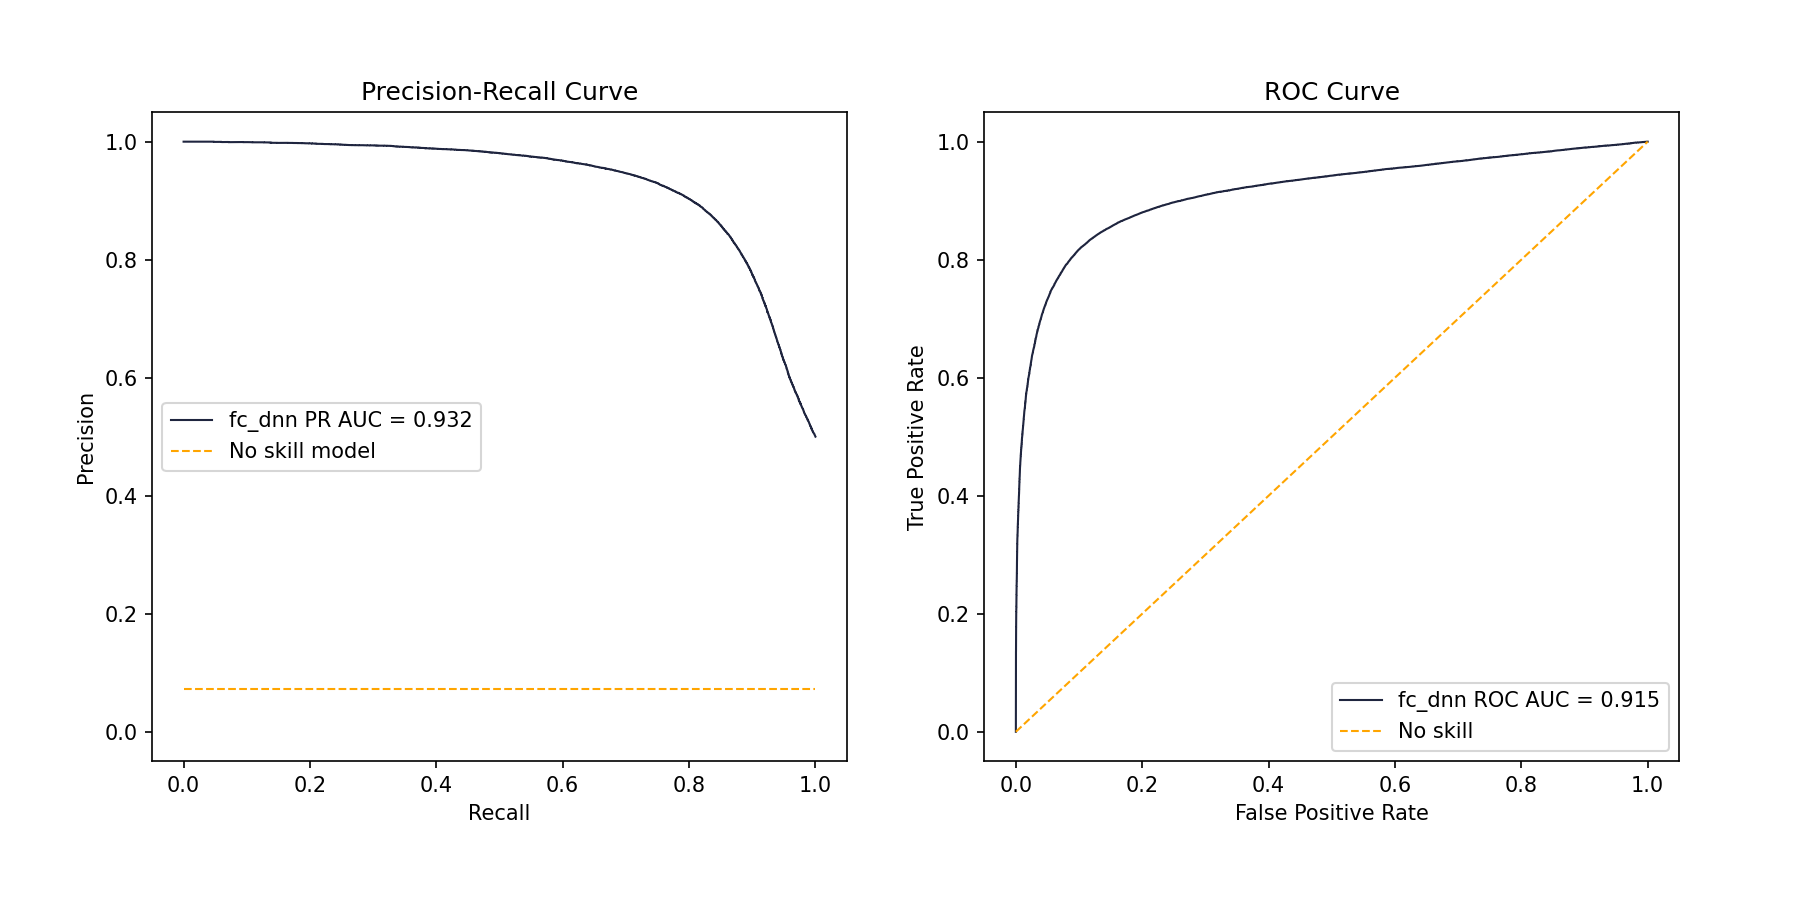 Precision-Recall Curve
1.0
0.8
0.6
0.4
0.2
0.0
Precision
fc_dnn PR AUC = 0.932
No skill model
0.0 0.2 0.4 0.6 0.8 1.0
Recall
ROC Curve
1.0
0.8
0.6
0.4
0.2
0.0
True Positive Rate
fc_dnn ROC AUC = 0.915
No skill
0.0 0.2 0.4 0.6 0.8 1.0
False Positive Rate